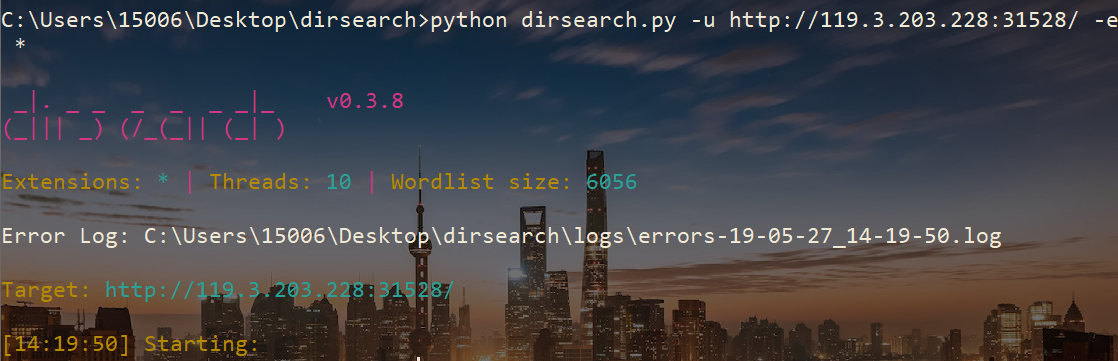 C:\Users\15006\Desktop\dirsearch>python dirsearch.py -u http://119.3.203.228:31528/ -e
*
_|. _ _  _  _  _ _|_    v0.3.8
(_||| _) (/_(_|| (_| )
Extensions: * | Threads: 10 | Wordlist size: 6056
Error Log: C:\Users\15006\Desktop\dirsearch\logs\errors-19-05-27_14-19-50.log
Target: http://119.3.203.228:31528/
[14:19:50] Starting: